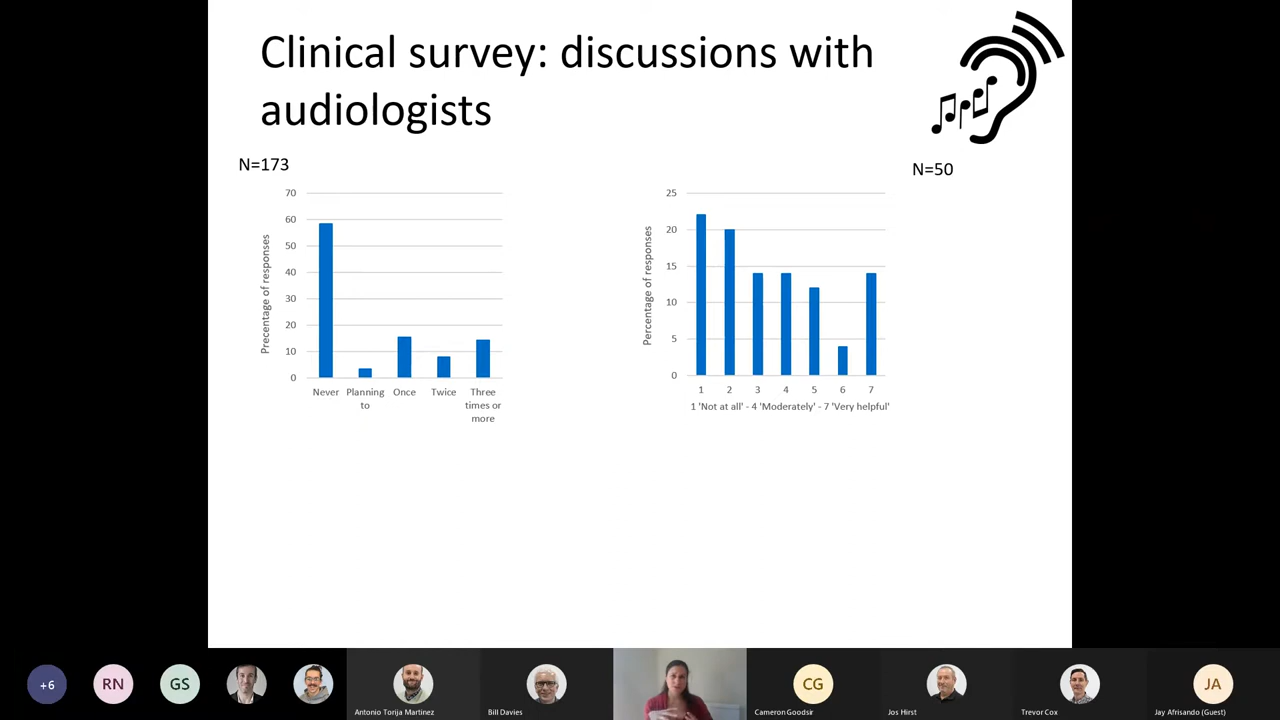 Clinical survey: discussions with
audiologists
N=173
N=50
70
60
50
40
30
20
10
0
Precentage of responses
Never
Planning
to
Once
Twice
Three
times or
more
25
20
15
10
5
0
Percentage of responses
1 2 3 4 5 6 7
1 'Not at all' - 4 'Moderately' - 7 'Very helpful'
+6
RN
GS
Antonio Torija Martinez
Bill Davies
CG
Cameron Goodsir
Jos Hirst
Trevor Cox
JA
Jay Afrisando (Guest)